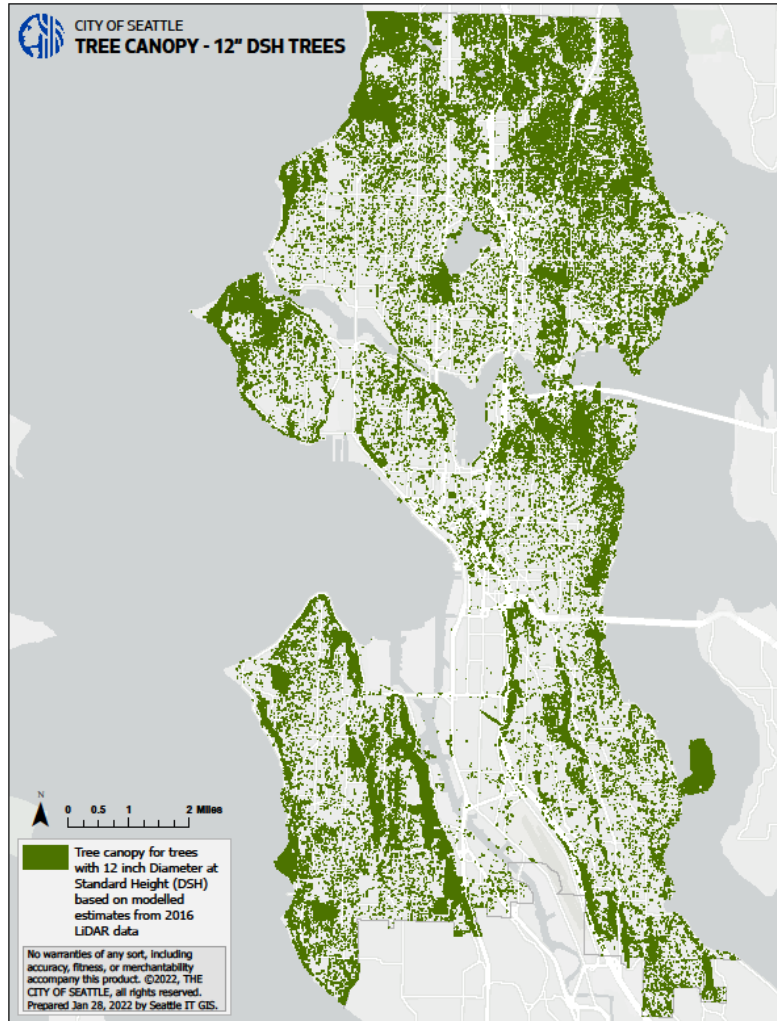 CITY OF SEATTLE
TREE CANOPY - 12" DSH TREES
N
0 0.5 1 2 Miles
Tree canopy for trees
with 12 inch Diameter at
Standard Height (DSH)
based on modelled
estimates from 2016
LiDAR data
No warranties of any sort, including
accuracy, fitness, or merchantability
accompany this product. ©2022, THE
CITY OF SEATTLE, all rights reserved.
Prepared Jan 28, 2022 by Seattle IT GIS.